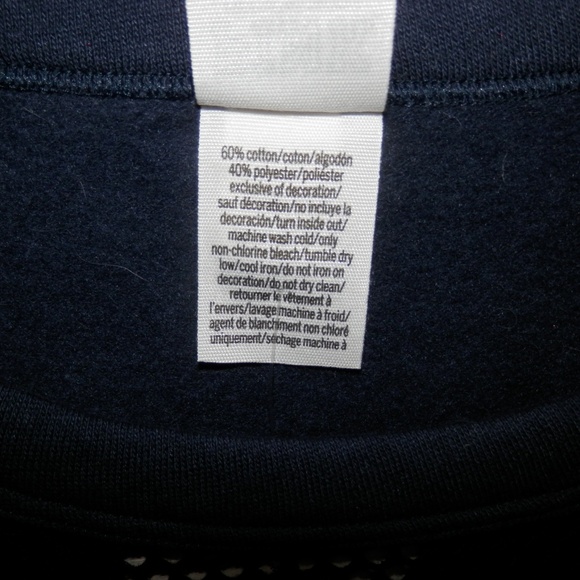 60% cotton/coton/algodón
40% polyester/poliéster
exclusive of decoration/
sauf décoration/no incluye la
decoración/turn inside out/
machine wash cold/only
non-chlorine bleach/tumble dry
low/cool iron/do not iron on
decoration/do not dry clean/
retourner le vêtement à
l'envers/lavage machine à froid/
agent de blanchiment non chloré
uniquement/séchage machine à